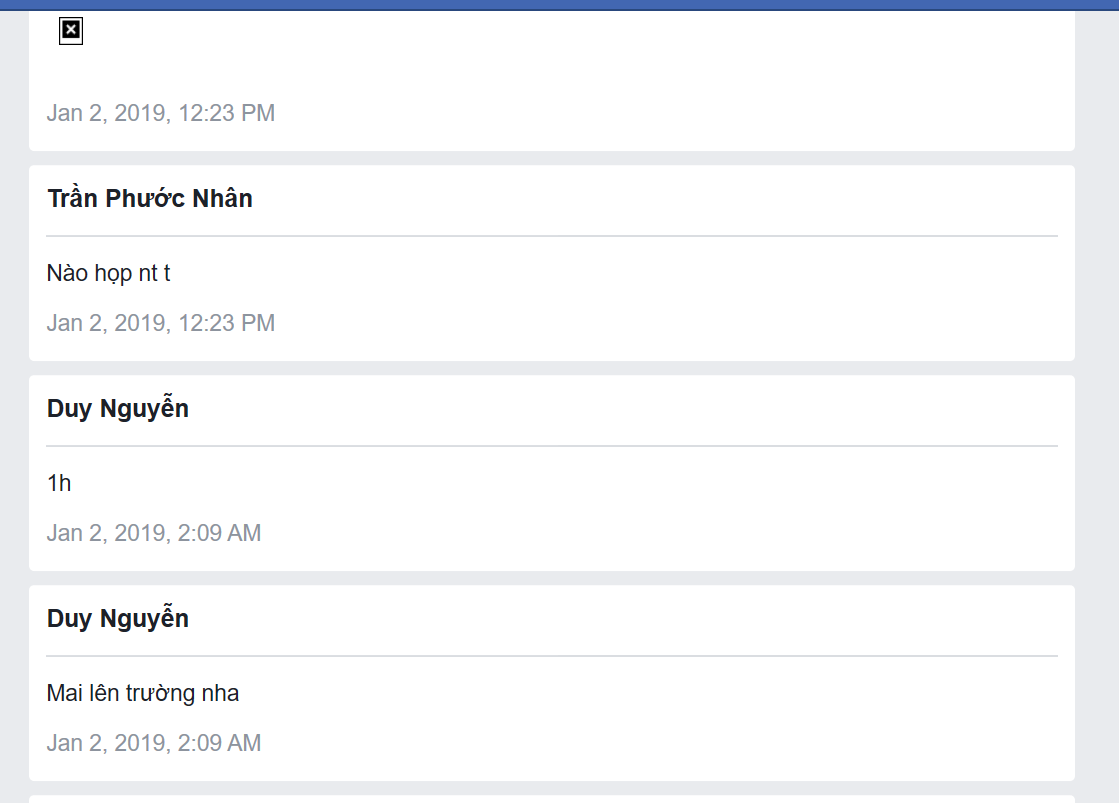 Jan 2, 2019, 12:23 PM
Trần Phước Nhân
Nào họp nt t
Jan 2, 2019, 12:23 PM
Duy Nguyễn
1h
Jan 2, 2019, 2:09 AM
Duy Nguyễn
Mai lên trường nha
Jan 2, 2019, 2:09 AM